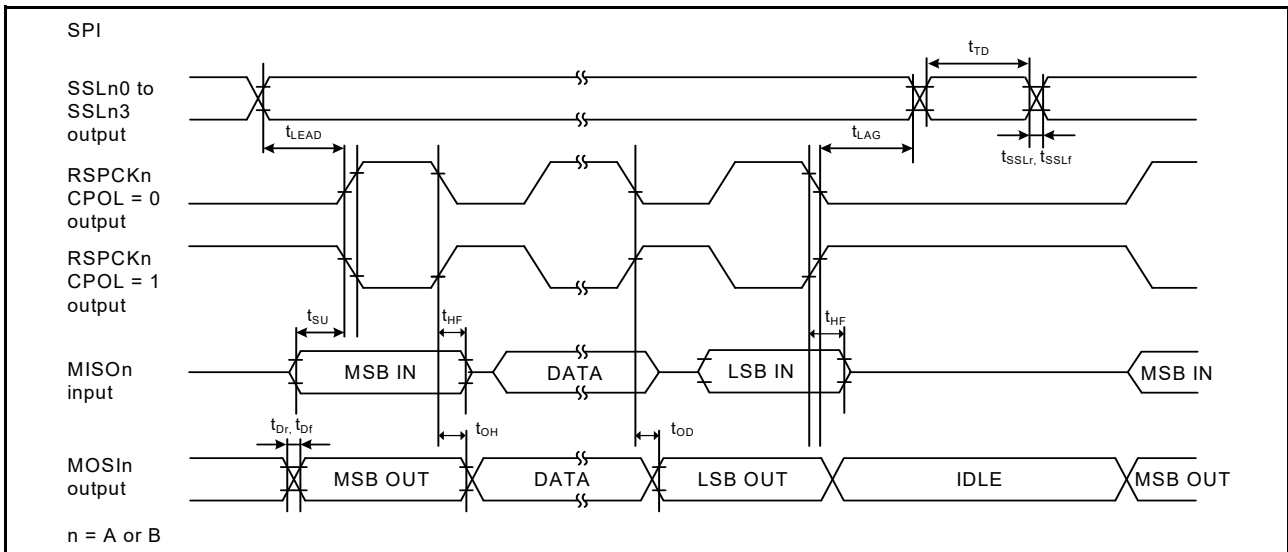 SPI
tTD
SSLn0 to
SSLn3
output
tLEAD
tLAG
tSSLr, tSSLf
RSPCKn
CPOL = 0
output
RSPCKn
CPOL = 1
output
tSU
tHF
tHF
MISOn
input
MSB IN
DATA
LSB IN
MSB IN
tDr, tDf
tOH
tOD
MOSIn
output
MSB OUT
DATA
LSB OUT
IDLE
MSB OUT
n = A or B